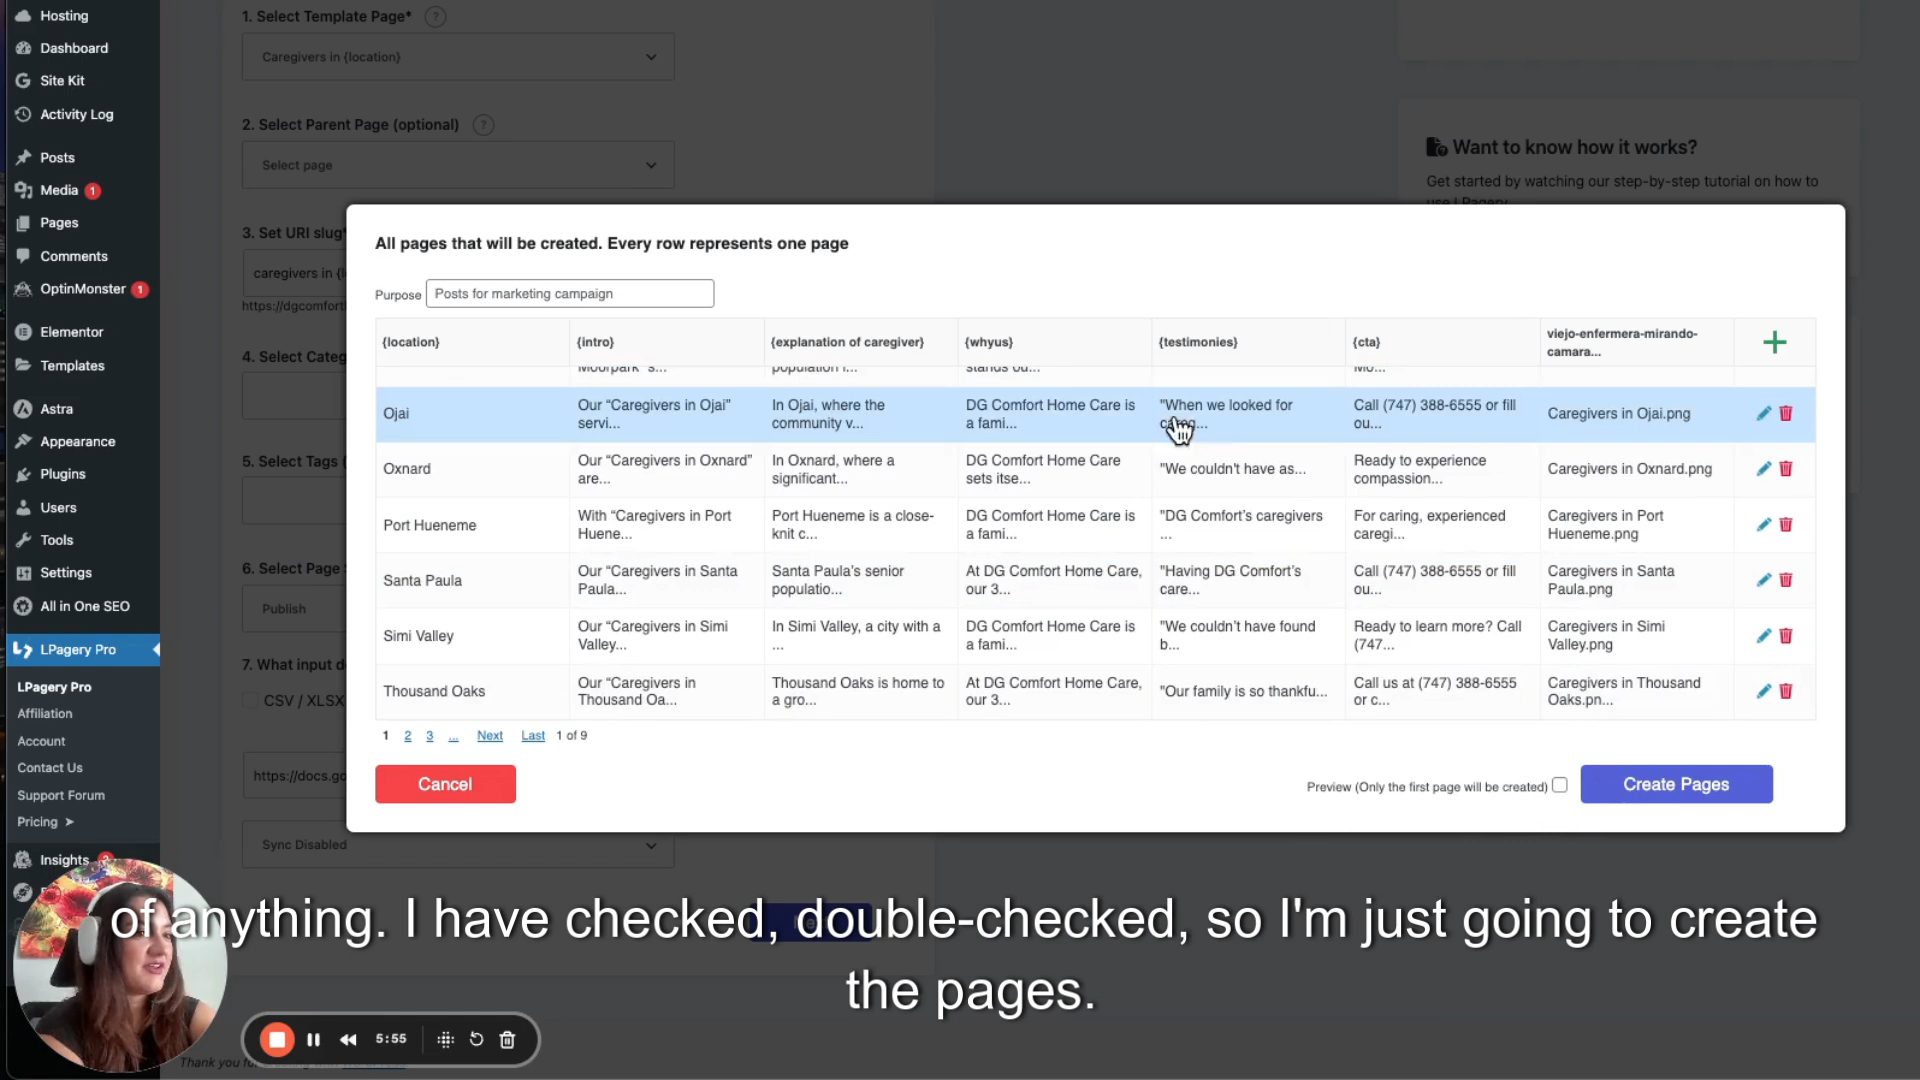 Hosting
Dashboard
Site Kit
Activity Log
Posts
Media 1
Pages
Comments
OptinMonster 1
Elementor
Templates
Astra
Appearance
Plugins
Users
Tools
Settings
All in One SEO
LPagery Pro
LPagery Pro
Affiliation
Account
Contact Us
Support Forum
Pricing ➤
Insights
1. Select Template Page* ?
Caregivers in {location}
2. Select Parent Page (optional) ?
Select page
3. Set URI slug*
caregivers in {l
https://dgcomfort
4. Select Categ
5. Select Tags (
6. Select Page
Publish
7. What input d
CSV / XLSX
https://docs.go
Sync Disabled
Want to know how it works?
Get started by watching our step-by-step tutorial on how to
use LPagery
All pages that will be created. Every row represents one page
Purpose Posts for marketing campaign
{location} {intro} {explanation of caregiver} {whyus} {testimonies} {cta} viejo-enfermera-mirando-
camara...
Moorpark" s... population i... stands ou... Mo...
Ojai Our “Caregivers in Ojai” In Ojai, where the DG Comfort Home Care is "When we looked for Call (747) 388-6555 or fill Caregivers in Ojai.png
servi... community v... a fami... ou...
Oxnard Our “Caregivers in Oxnard” In Oxnard, where a DG Comfort Home Care "We couldn't have as... Ready to experience Caregivers in Oxnard.png
are... significant... sets itse... compassion...
Port Hueneme With “Caregivers in Port Port Hueneme is a close- DG Comfort Home Care is "DG Comfort’s caregivers For caring, experienced Caregivers in Port
Huene... knit c... a fami... ... caregi... Hueneme.png
Santa Paula Our “Caregivers in Santa Santa Paula’s senior At DG Comfort Home Care, "Having DG Comfort’s Call (747) 388-6555 or fill Caregivers in Santa
Paula... populatio... our 3... care... ou... Paula.png
Simi Valley Our “Caregivers in Simi In Simi Valley, a city with a DG Comfort Home Care is "We couldn’t have found Ready to learn more? Call Caregivers in Simi
Valley... ... a fami... b... (747... Valley.png
Thousand Oaks Our “Caregivers in Thousand Oaks is home to At DG Comfort Home Care, "Our family is so thankfu... Call us at (747) 388-6555 Caregivers in Thousand
Thousand Oa... a gro... our 3... or c... Oaks.pn...
1 2 3 ... Next Last 1 of 9
Cancel
Preview (Only the first page will be created)
Create Pages
of anything. I have checked, double-checked, so I'm just going to create
the pages.
5:55
Thank you fo